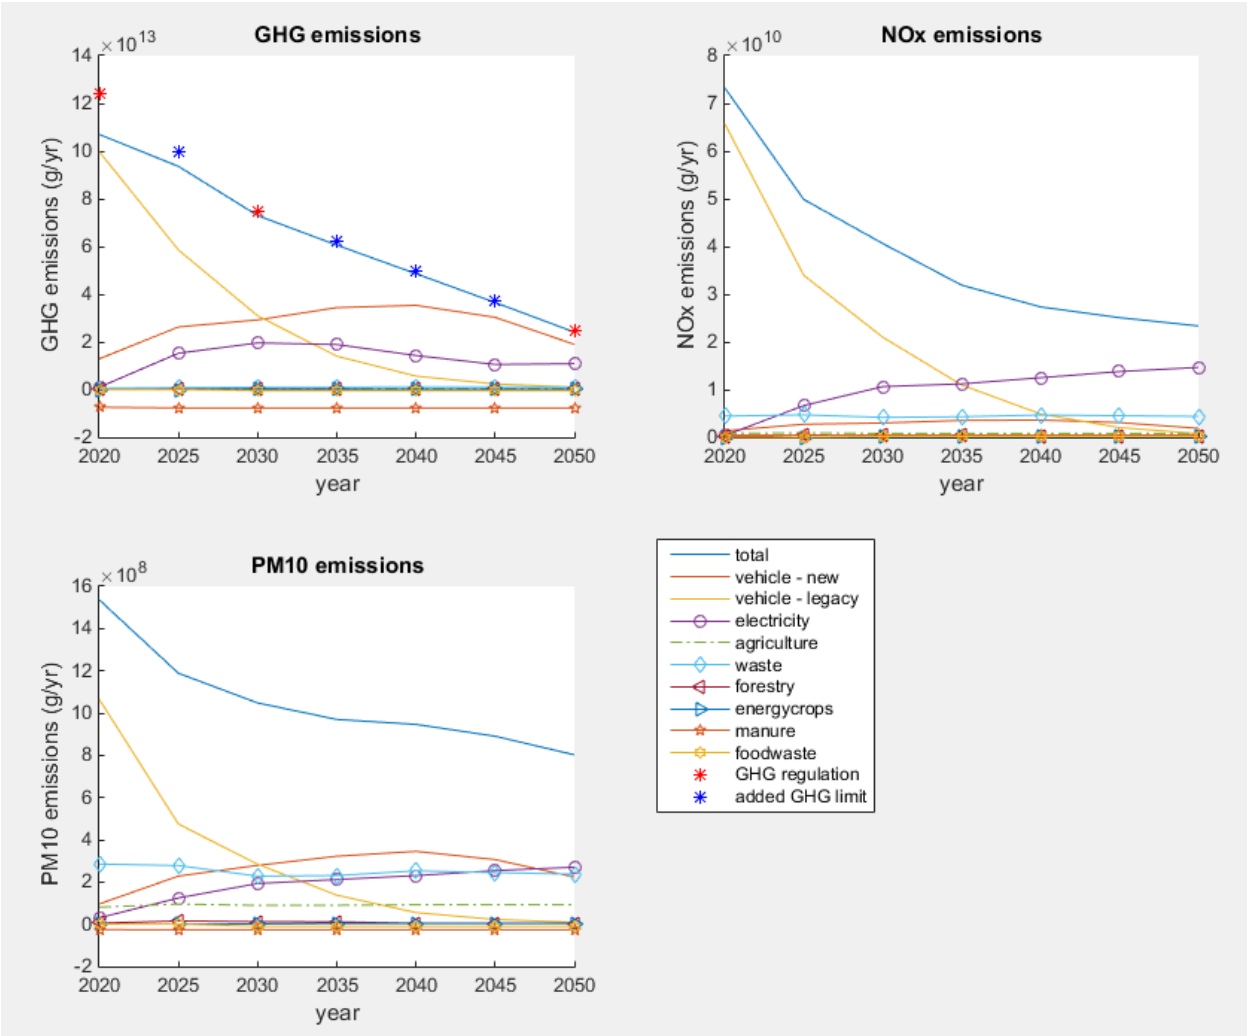 GHG emissions
×10^13
14
12
10
8
6
4
2
0
-2
GHG emissions (g/yr)
2020 2025 2030 2035 2040 2045 2050
year
NOx emissions
×10^10
8
7
6
5
4
3
2
1
0
NOx emissions (g/yr)
2020 2025 2030 2035 2040 2045 2050
year
PM10 emissions
×10^8
16
14
12
10
8
6
4
2
0
-2
PM10 emissions (g/yr)
2020 2025 2030 2035 2040 2045 2050
year
total
vehicle - new
vehicle - legacy
electricity
agriculture
waste
forestry
energycrops
manure
foodwaste
GHG regulation
added GHG limit